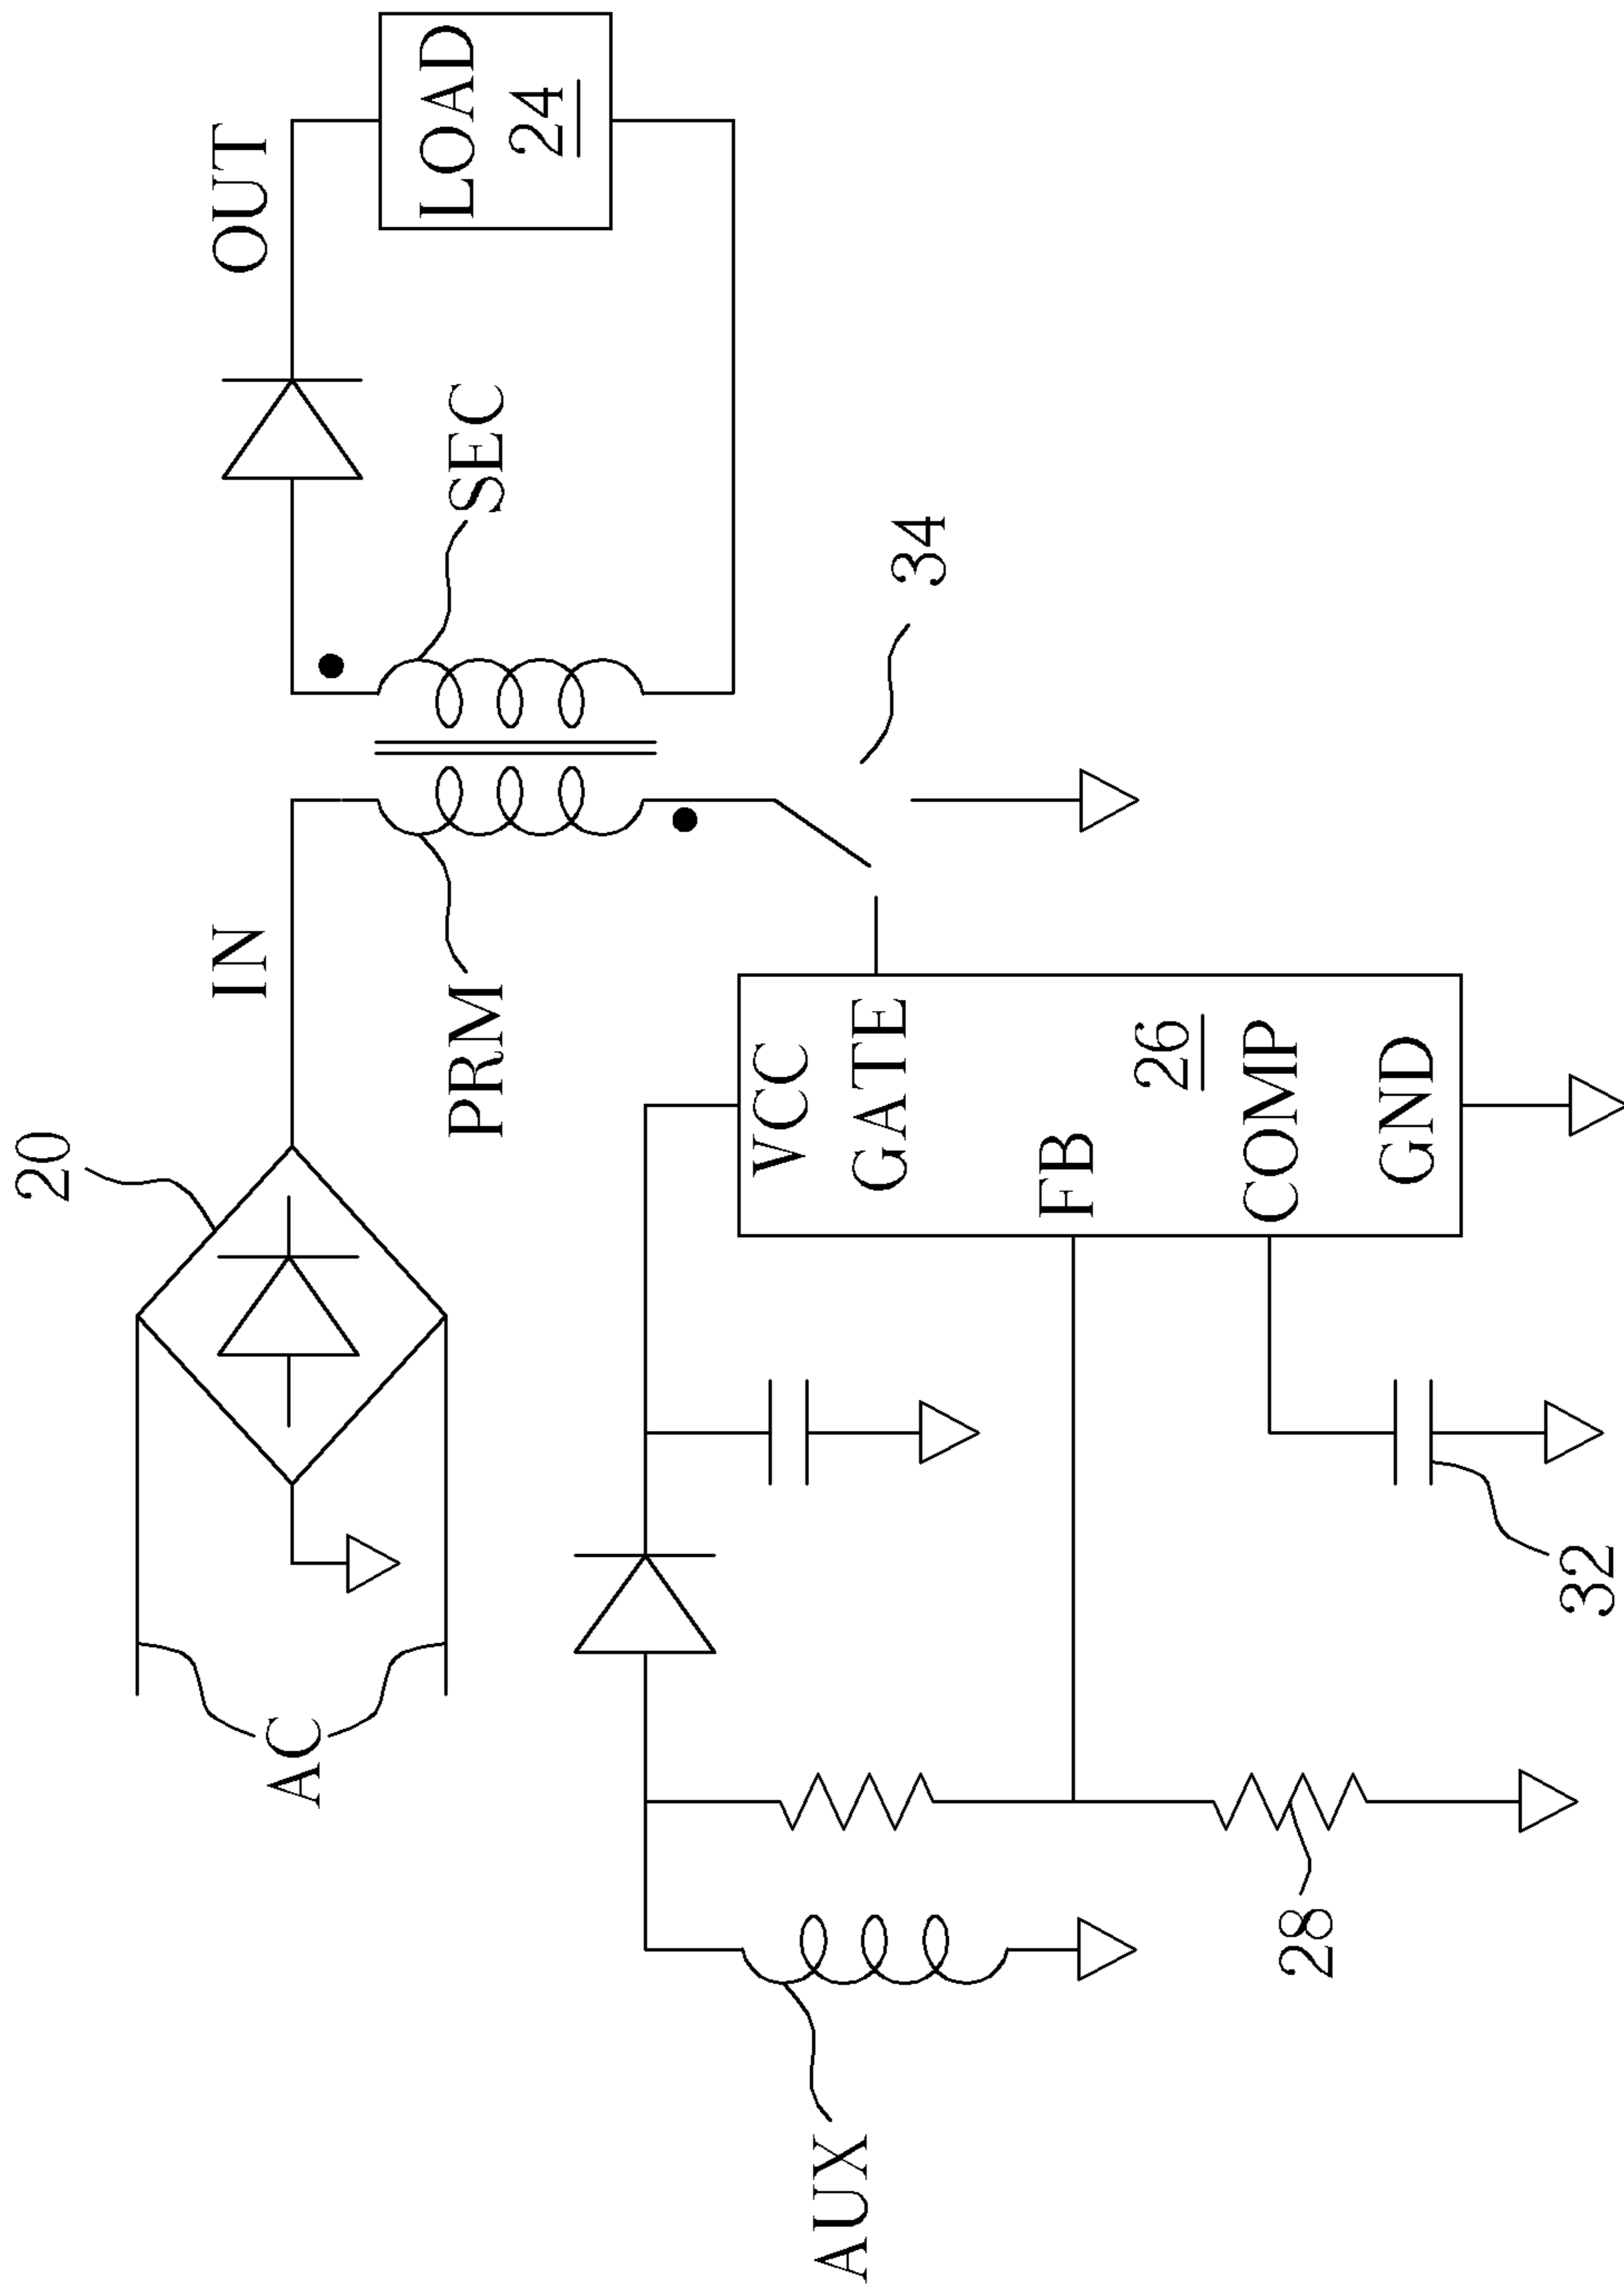 20
AC
IN
OUT
PRM
SEC
LOAD
24
34
AUX
VCC
GATE
FB
26
COMP
GND
28
32